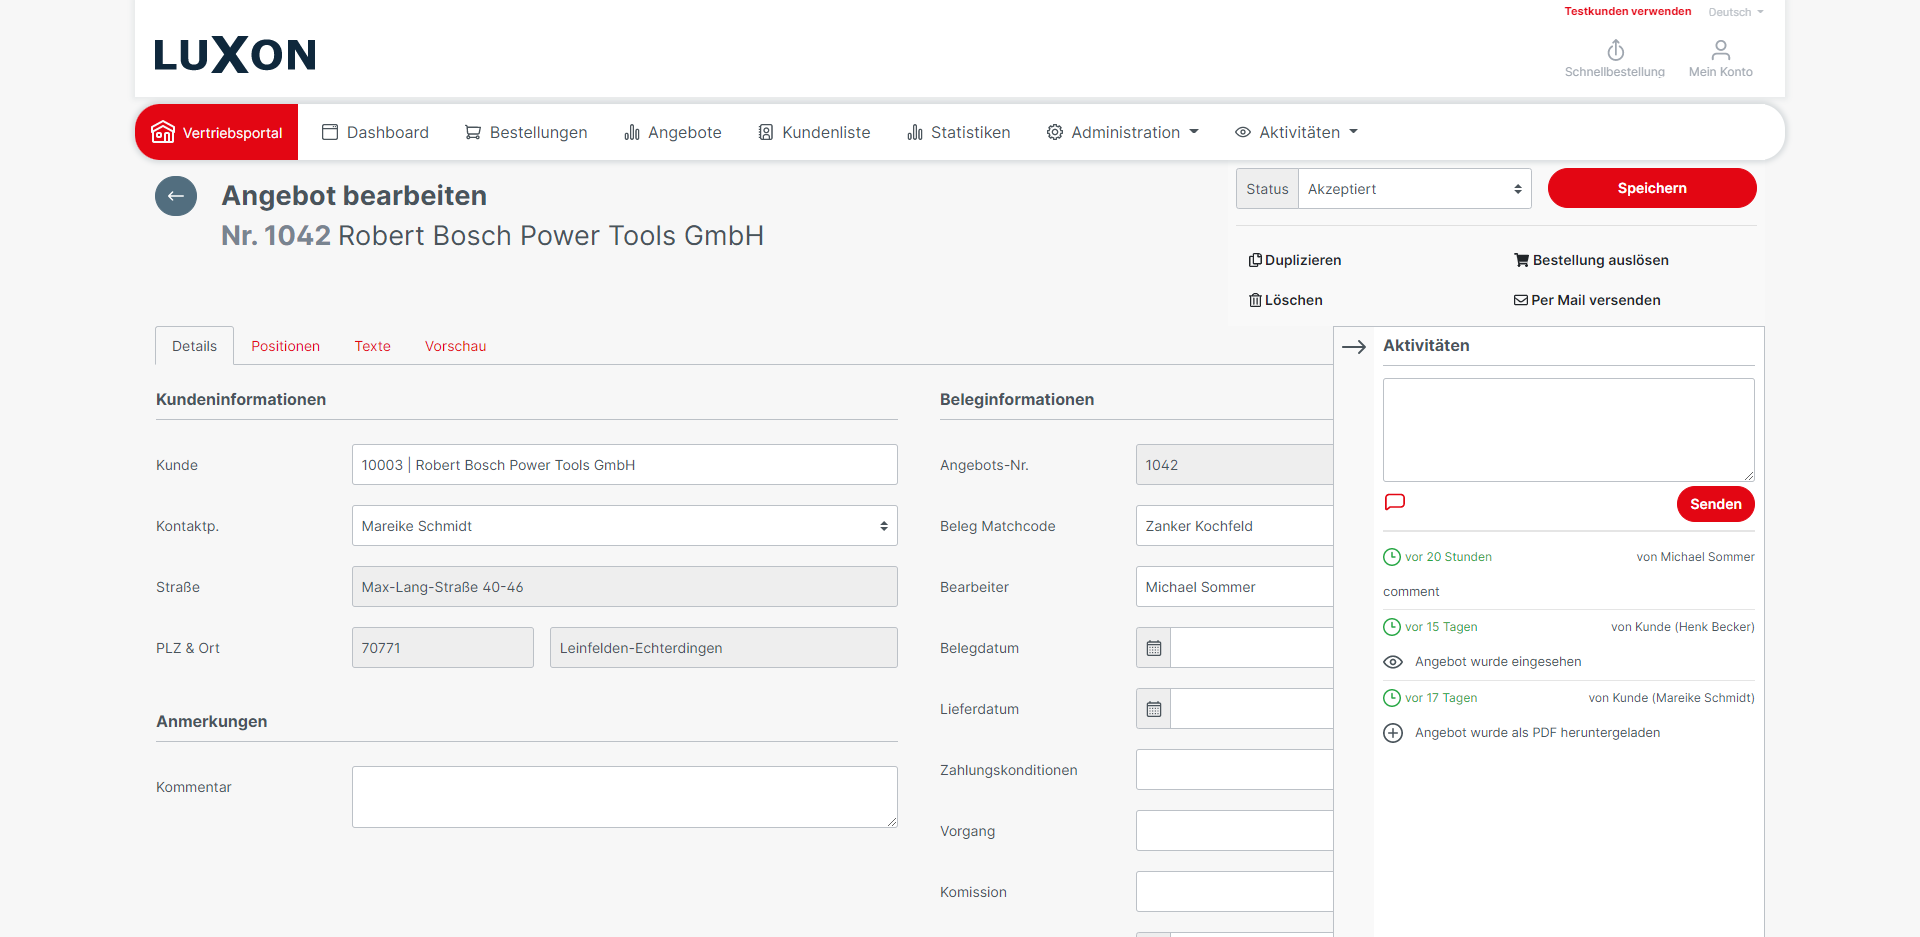 Testkunden verwenden Deutsch
LUXON
Schnellbestellung Mein Konto
Vertriebsportal Dashboard Bestellungen Angebote Kundenliste Statistiken Administration Aktivitäten
Angebot bearbeiten
Nr. 1042 Robert Bosch Power Tools GmbH
Status Akzeptiert Speichern
Duplizieren Bestellung auslösen
Löschen Per Mail versenden
Details Positionen Texte Vorschau
Kundeninformationen
Kunde 10003 | Robert Bosch Power Tools GmbH
Kontaktp. Mareike Schmidt
Straße Max-Lang-Straße 40-46
PLZ & Ort 70771 Leinfelden-Echterdingen
Anmerkungen
Kommentar
Beleginformationen
Angebots-Nr. 1042
Beleg Matchcode Zanker Kochfeld
Bearbeiter Michael Sommer
Belegdatum
Lieferdatum
Zahlungskonditionen
Vorgang
Komission
Aktivitäten
Senden
vor 20 Stunden von Michael Sommer
comment
vor 15 Tagen von Kunde (Henk Becker)
Angebot wurde eingesehen
vor 17 Tagen von Kunde (Mareike Schmidt)
Angebot wurde als PDF heruntergeladen